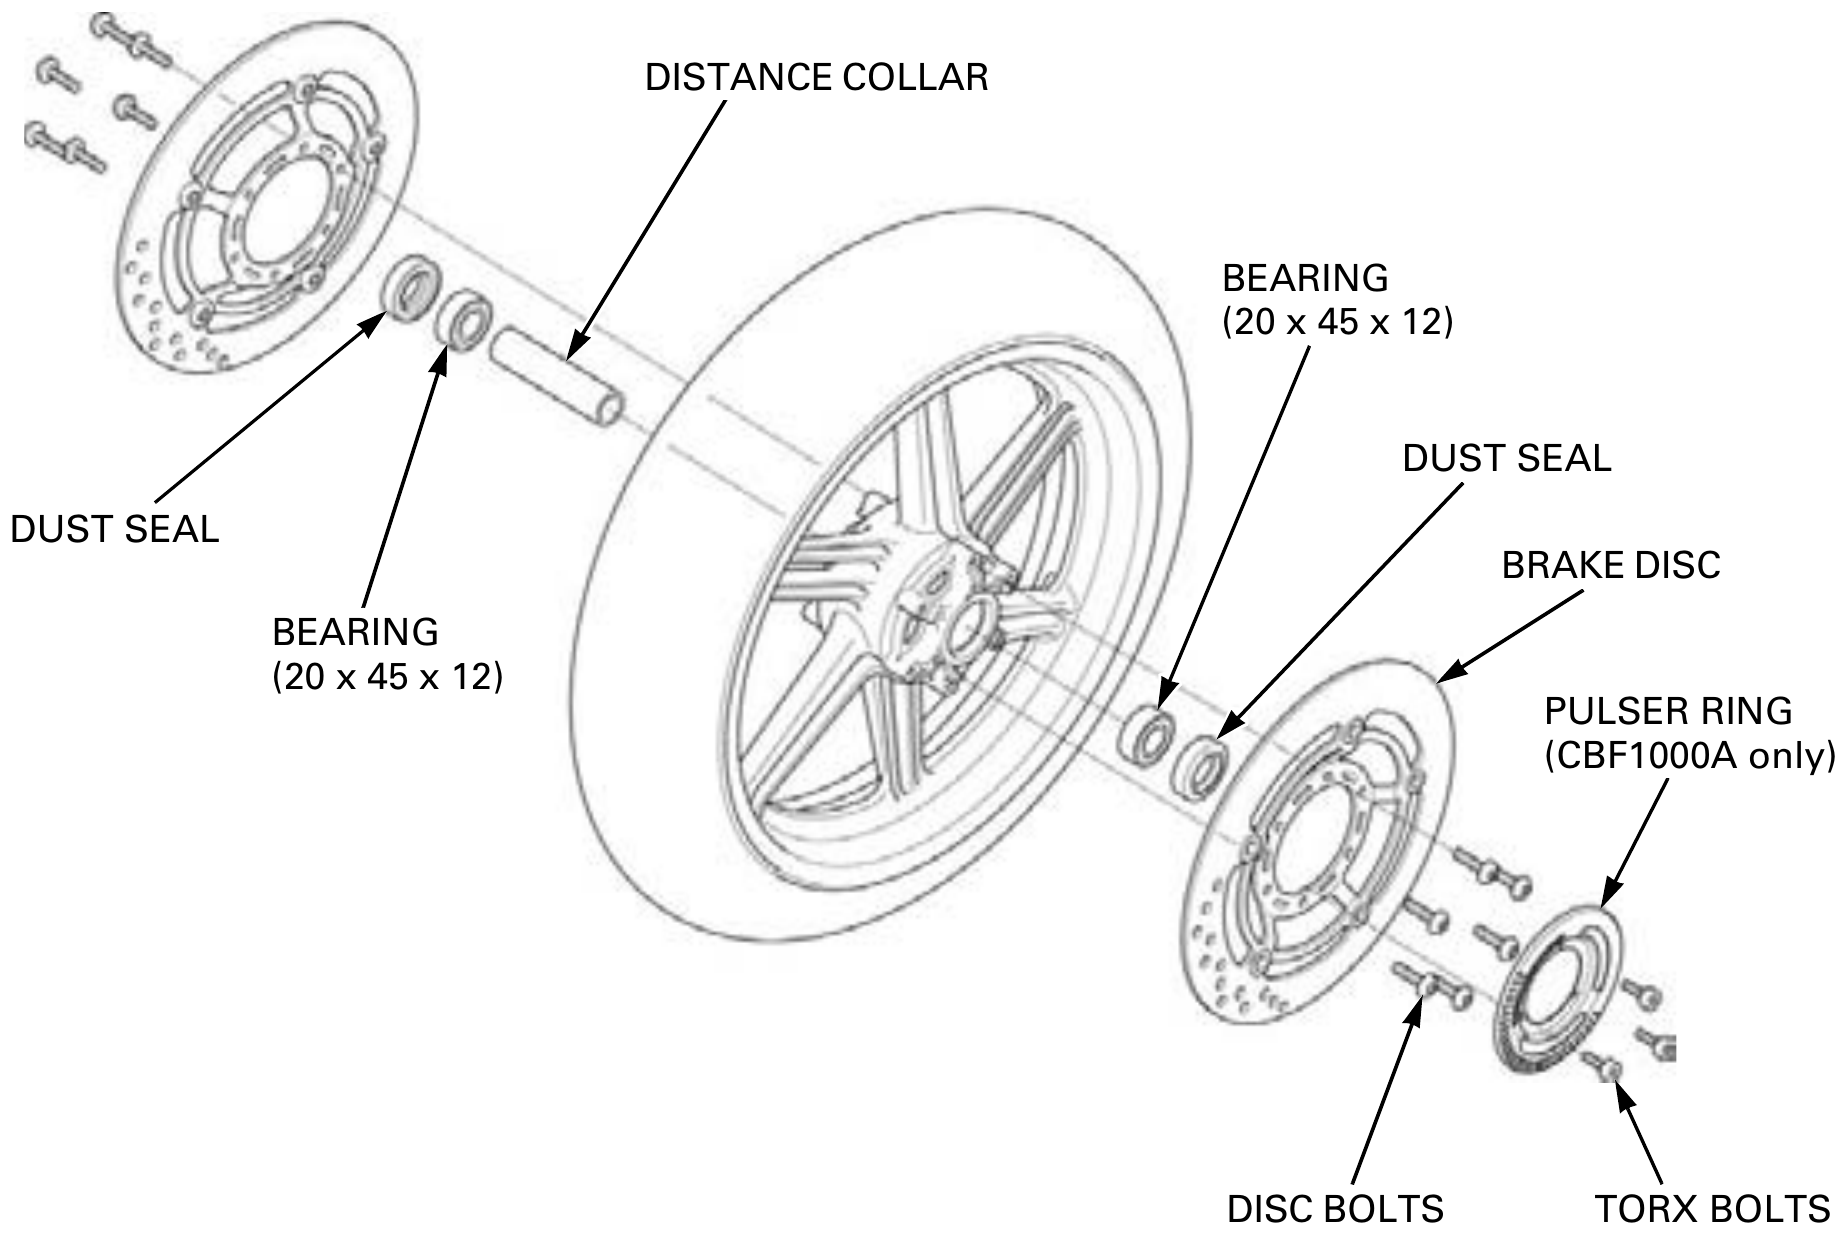 DISTANCE COLLAR
BEARING
(20 x 45 x 12)
DUST SEAL
DUST SEAL
BRAKE DISC
BEARING
(20 x 45 x 12)
PULSER RING
(CBF1000A only)
DISC BOLTS
TORX BOLTS